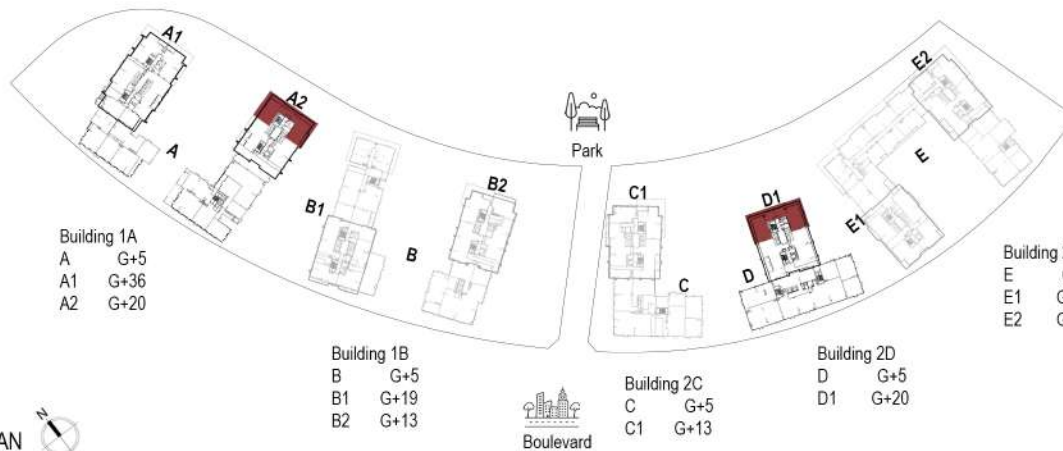 A1
A2
A
B1
B2
B
Park
C1
C
D1
D
E2
E
E1
Building 1A
A G+5
A1 G+36
A2 G+20
Building 1B
B G+5
B1 G+19
B2 G+13
Boulevard
Building 2C
C G+5
C1 G+13
Building 2D
D G+5
D1 G+20
Building
E
E1 G
E2 G
AN
N